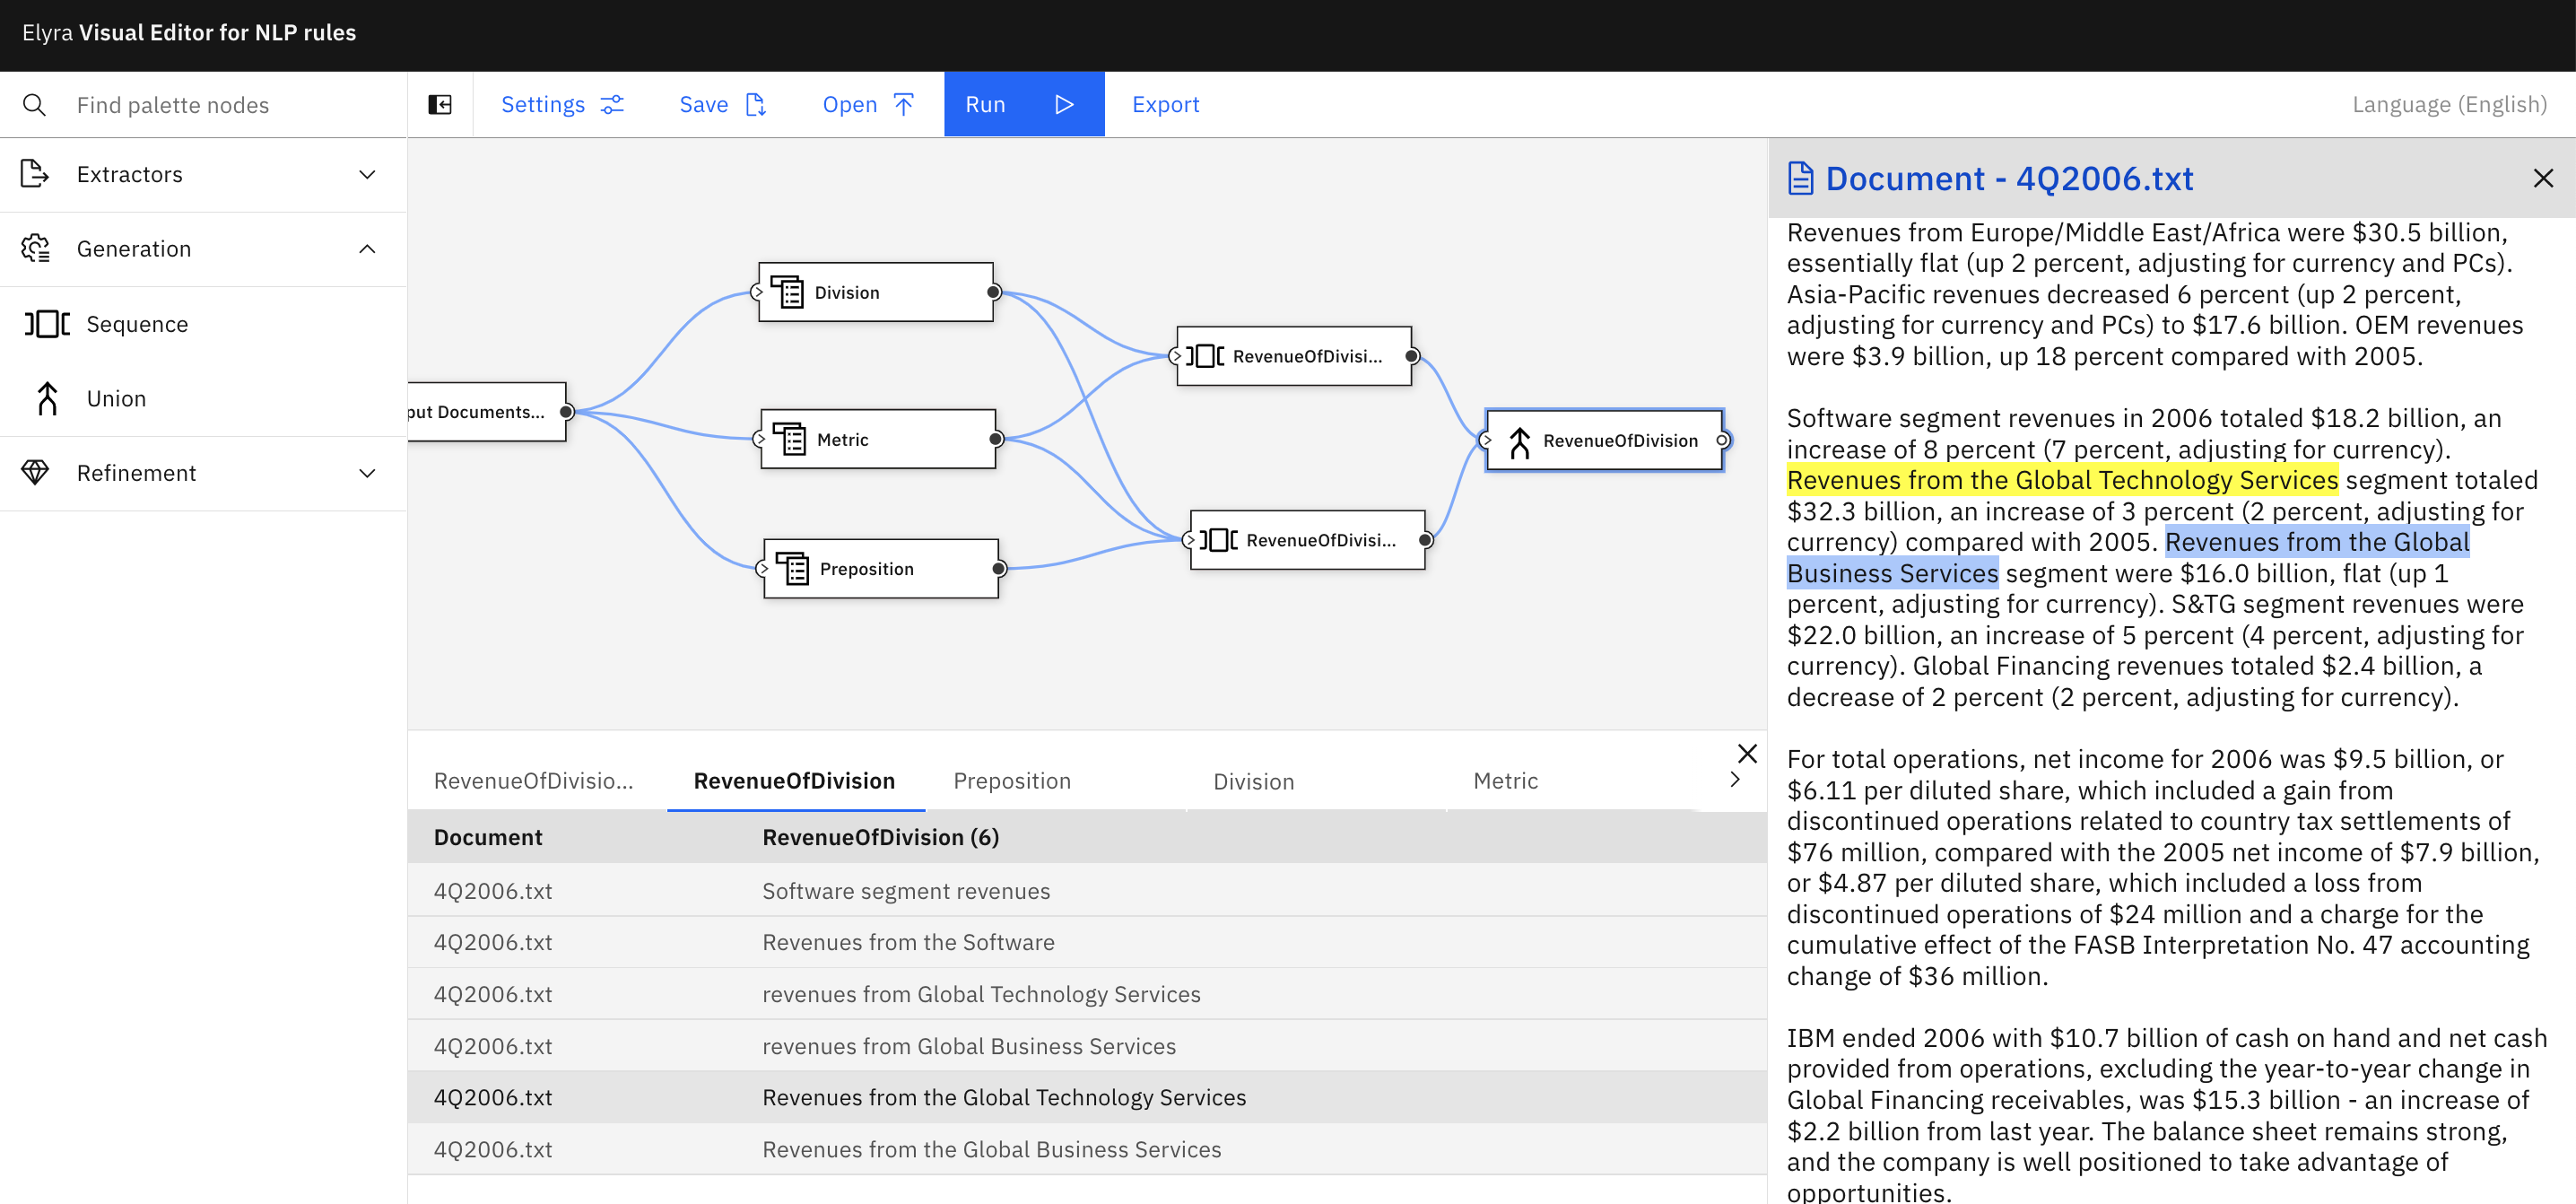 Elyra Visual Editor for NLP rules
Find palette nodes
Settings
Save
Open
Run
Export
Language (English)
Extractors
Generation
Sequence
Union
Refinement
put Documents...
Division
Metric
Preposition
RevenueOfDivisi...
RevenueOfDivisi...
RevenueOfDivision
RevenueOfDivisio...
RevenueOfDivision
Preposition
Division
Metric
Document
RevenueOfDivision (6)
4Q2006.txt
Software segment revenues
4Q2006.txt
Revenues from the Software
4Q2006.txt
revenues from Global Technology Services
4Q2006.txt
revenues from Global Business Services
4Q2006.txt
Revenues from the Global Technology Services
4Q2006.txt
Revenues from the Global Business Services
Document - 4Q2006.txt
Revenues from Europe/Middle East/Africa were $30.5 billion,
essentially flat (up 2 percent, adjusting for currency and PCs).
Asia-Pacific revenues decreased 6 percent (up 2 percent,
adjusting for currency and PCs) to $17.6 billion. OEM revenues
were $3.9 billion, up 18 percent compared with 2005.
Software segment revenues in 2006 totaled $18.2 billion, an
increase of 8 percent (7 percent, adjusting for currency).
Revenues from the Global Technology Services segment totaled
$32.3 billion, an increase of 3 percent (2 percent, adjusting for
currency) compared with 2005. Revenues from the Global
Business Services segment were $16.0 billion, flat (up 1
percent, adjusting for currency). S&TG segment revenues were
$22.0 billion, an increase of 5 percent (4 percent, adjusting for
currency). Global Financing revenues totaled $2.4 billion, a
decrease of 2 percent (2 percent, adjusting for currency).
For total operations, net income for 2006 was $9.5 billion, or
$6.11 per diluted share, which included a gain from
discontinued operations related to country tax settlements of
$76 million, compared with the 2005 net income of $7.9 billion,
or $4.87 per diluted share, which included a loss from
discontinued operations of $24 million and a charge for the
cumulative effect of the FASB Interpretation No. 47 accounting
change of $36 million.
IBM ended 2006 with $10.7 billion of cash on hand and net cash
provided from operations, excluding the year-to-year change in
Global Financing receivables, was $15.3 billion - an increase of
$2.2 billion from last year. The balance sheet remains strong,
and the company is well positioned to take advantage of
opportunities.